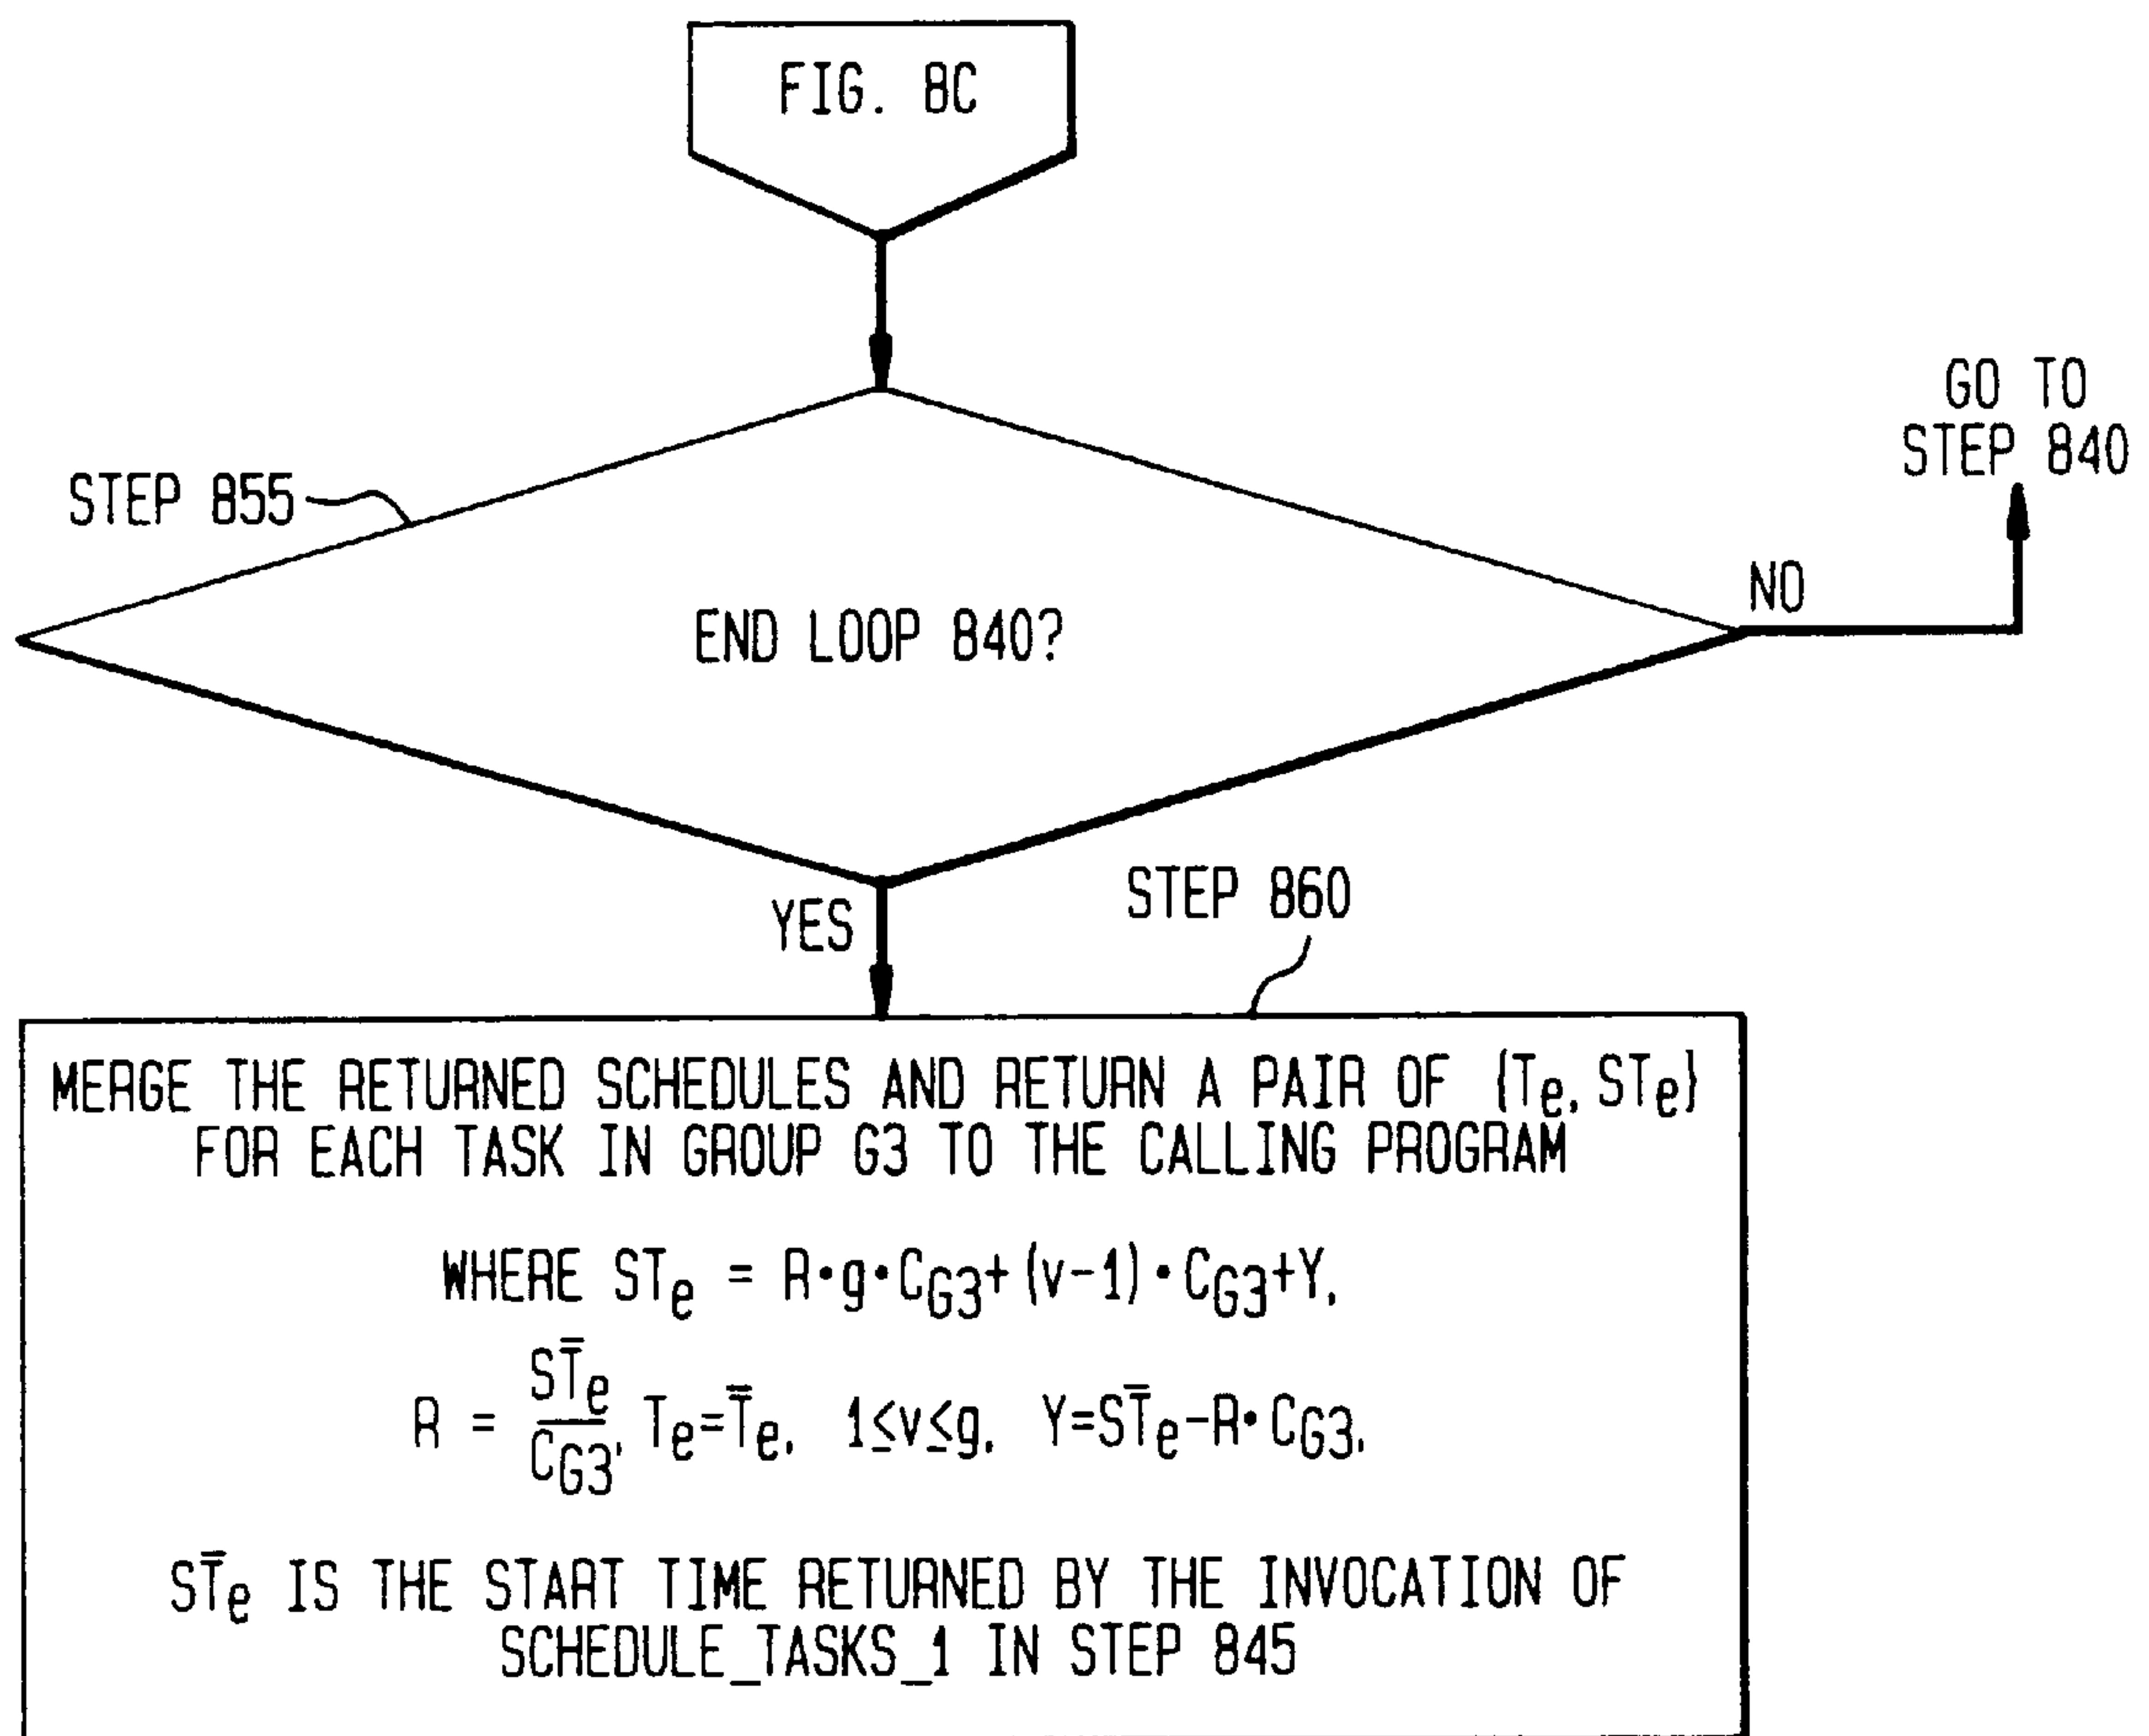 FIG. 8C
GO TO
STEP 840
STEP 855
END LOOP 840?
NO
YES
STEP 860
MERGE THE RETURNED SCHEDULES AND RETURN A PAIR OF {Te, STe}
FOR EACH TASK IN GROUP G3 TO THE CALLING PROGRAM
WHERE STe = R•g•CG3+(v-1)•CG3+Y,
R = ST̄e/CG3, Te=T̄e, 1≤v≤g, Y=ST̄e-R•CG3,
ST̄e IS THE START TIME RETURNED BY THE INVOCATION OF
SCHEDULE_TASKS_1 IN STEP 845